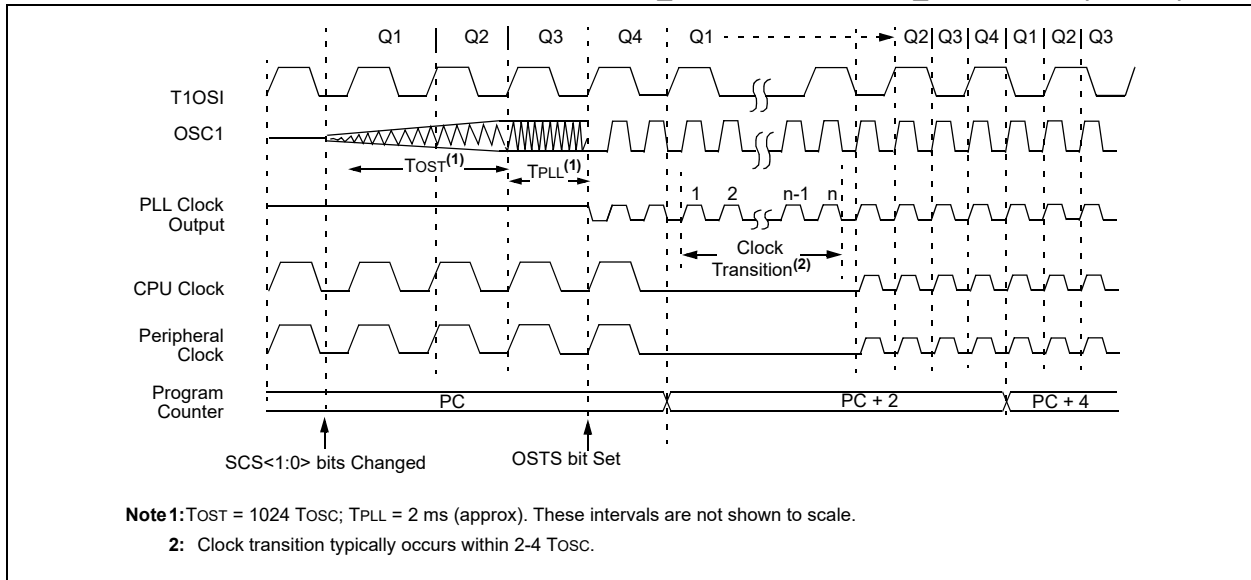 Q1 Q2 Q3 Q4 Q1 Q2 Q3 Q4 Q1 Q2 Q3
T1OSI
OSC1
TOST(1)
TPLL(1)
1 2 n-1 n
PLL Clock
Output
Clock
Transition(2)
CPU Clock
Peripheral
Clock
Program
Counter
PC PC + 2 PC + 4
SCS<1:0> bits Changed
OSTS bit Set
Note 1: TOST = 1024 TOSC; TPLL = 2 ms (approx). These intervals are not shown to scale.
2: Clock transition typically occurs within 2-4 TOSC.